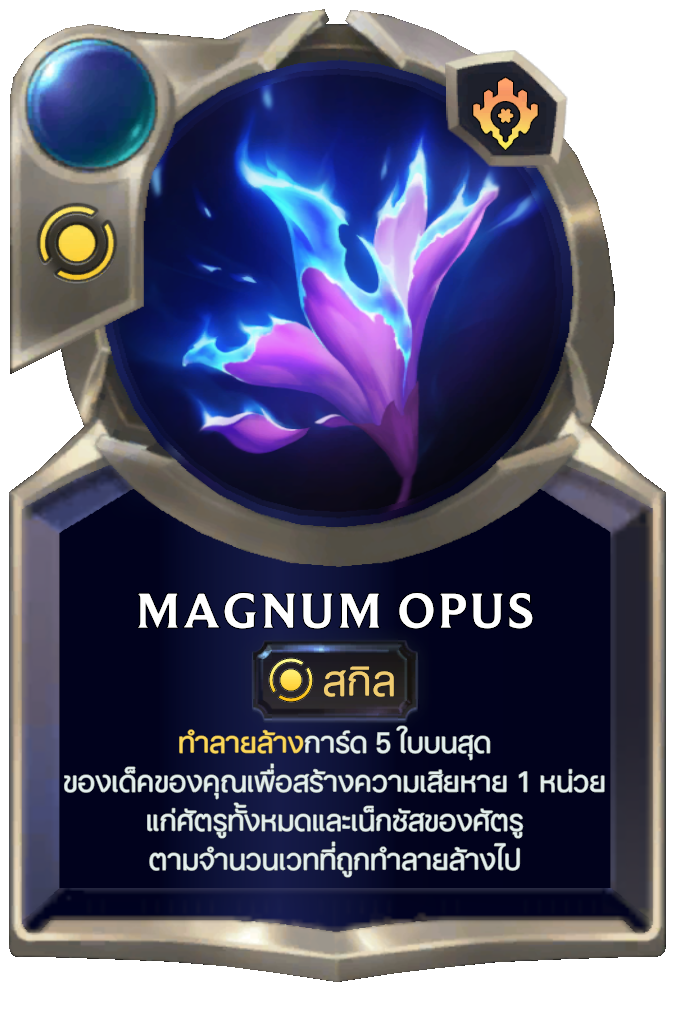 MAGNUM OPUS
สกิล
ทำลายล้างการ์ด 5 ใบบนสุด
ของเด็คของคุณเพื่อสร้างความเสียหาย 1 หน่วย
แก่ศัตรูทั้งหมดและเน็กซัสของศัตรู
ตามจำนวนเวทที่ถูกทำลายล้างไป